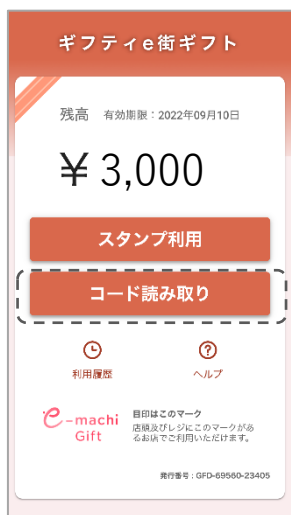 ギフティe街ギフト
残高 有効期限：2022年09月10日
¥ 3,000
スタンプ利用
コード読み取り
利用履歴 ヘルプ
e-machi
Gift
目印はこのマーク
店頭及びレジにこのマークがあ
るお店でご利用いただけます。
発行番号：GFD-69560-23405